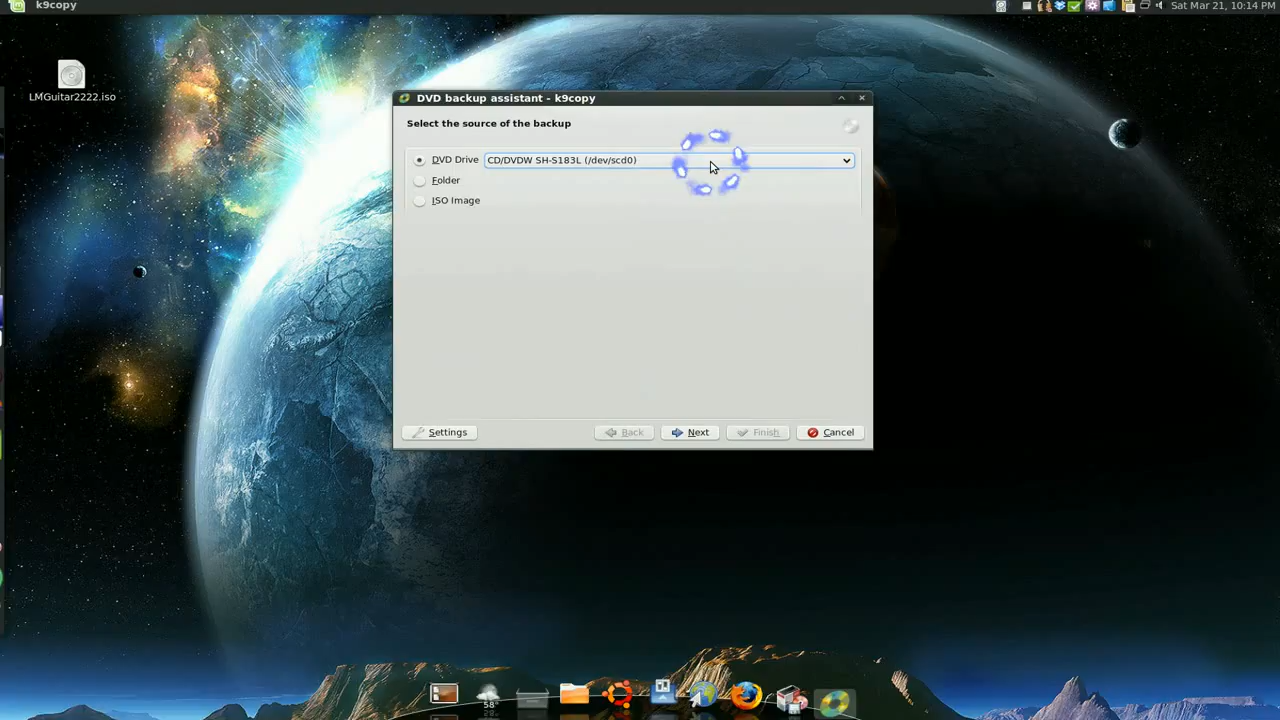 k9copy
Sat Mar 21, 10:14 PM
LMGuitar2222.iso
DVD backup assistant - k9copy
Select the source of the backup
DVD Drive CD/DVDW SH-S183L (/dev/scd0)
Folder
ISO Image
Settings Back Next Finish Cancel
58°